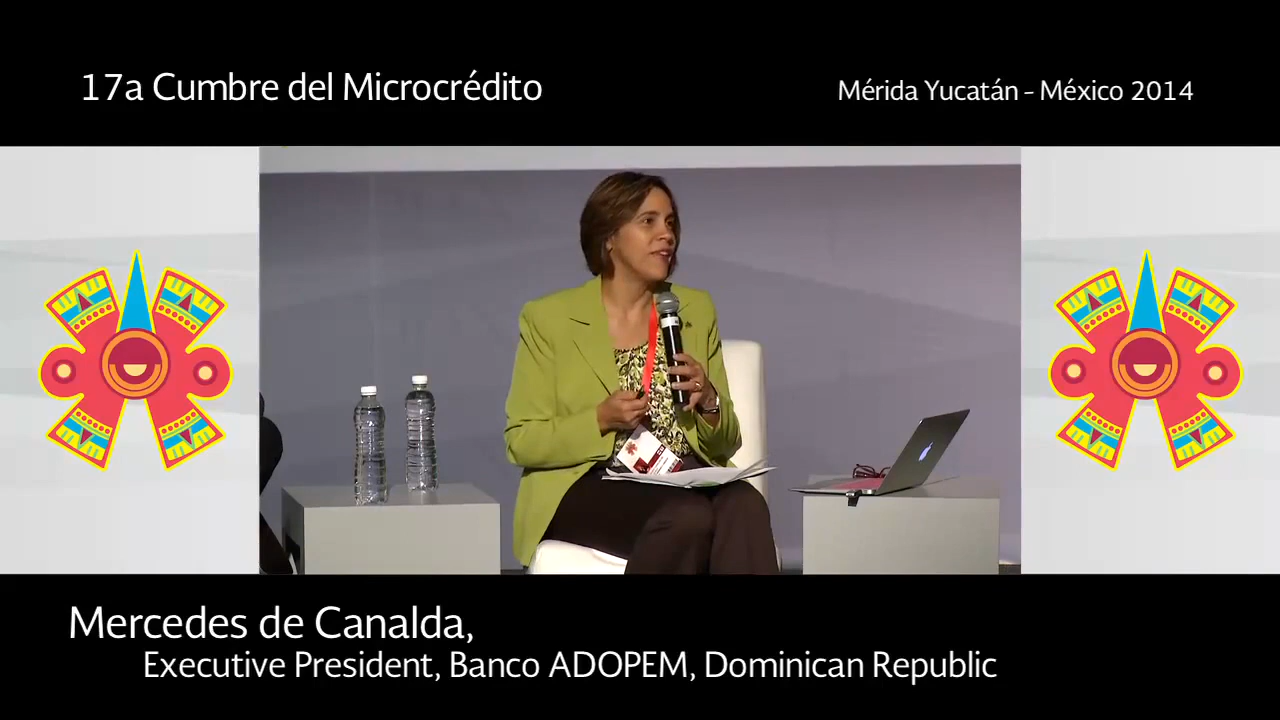 17a Cumbre del Microcrédito
Mérida Yucatán - México 2014
Mercedes de Canalda,
Executive President, Banco ADOPEM, Dominican Republic